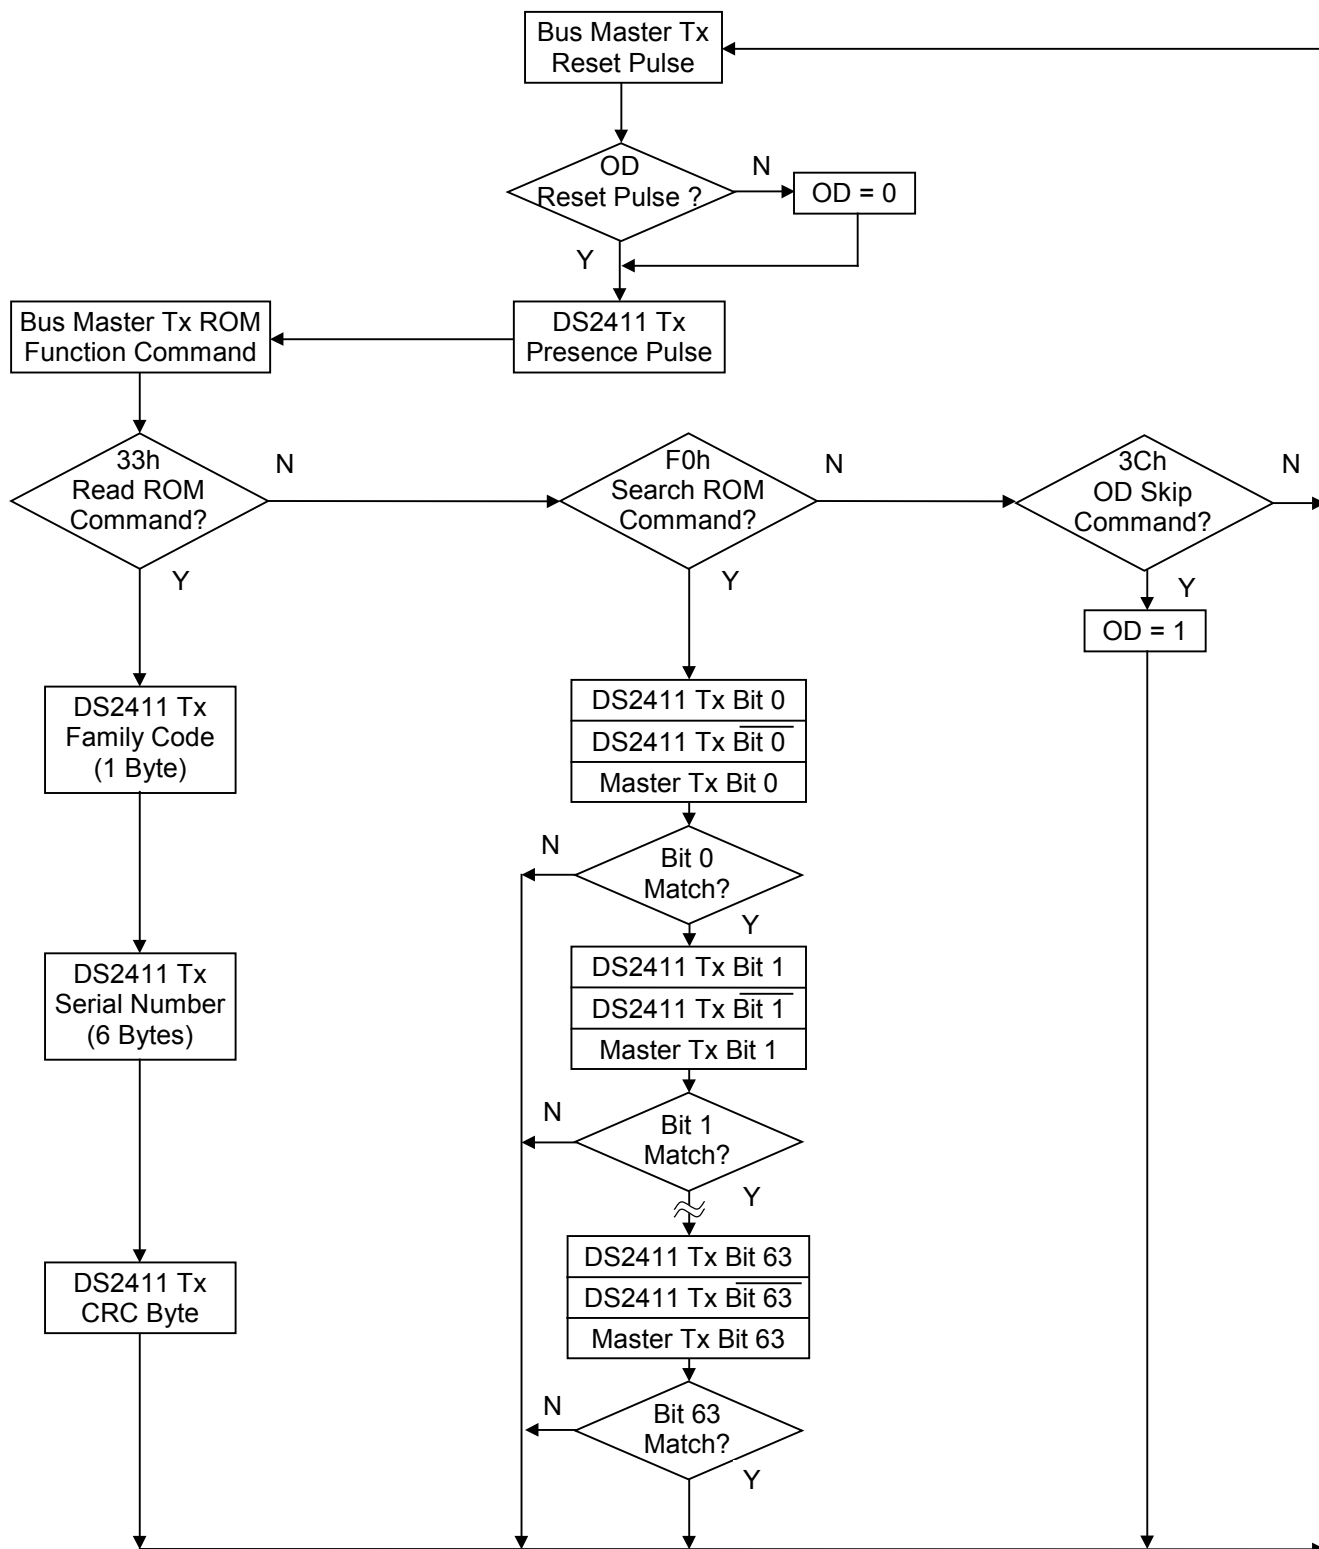 Bus Master Tx
Reset Pulse
OD
Reset Pulse ?
N
OD = 0
Y
Bus Master Tx ROM
Function Command
DS2411 Tx
Presence Pulse
33h
Read ROM
Command?
N
Y
F0h
Search ROM
Command?
N
Y
3Ch
OD Skip
Command?
N
Y
OD = 1
DS2411 Tx
Family Code
(1 Byte)
DS2411 Tx
Serial Number
(6 Bytes)
DS2411 Tx
CRC Byte
DS2411 Tx Bit 0
DS2411 Tx B̅i̅t̅ ̅0̅
Master Tx Bit 0
Bit 0
Match?
N
Y
DS2411 Tx Bit 1
DS2411 Tx B̅i̅t̅ ̅1̅
Master Tx Bit 1
Bit 1
Match?
N
Y
DS2411 Tx Bit 63
DS2411 Tx B̅i̅t̅ ̅6̅3̅
Master Tx Bit 63
Bit 63
Match?
N
Y